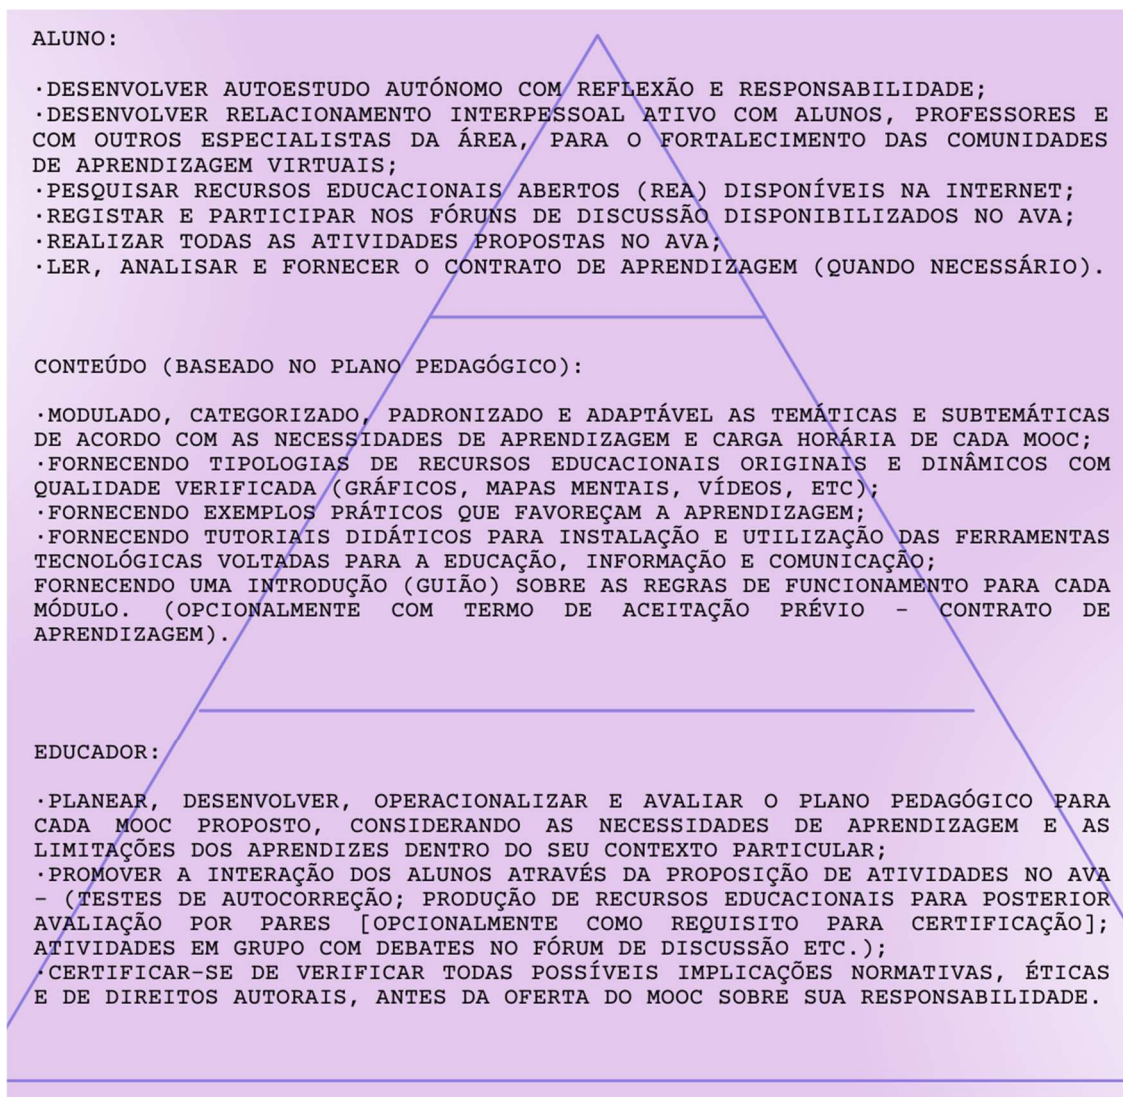 ALUNO:
·DESENVOLVER AUTOESTUDO AUTÓNOMO COM REFLEXÃO E RESPONSABILIDADE;
·DESENVOLVER RELACIONAMENTO INTERPESSOAL ATIVO COM ALUNOS, PROFESSORES E
COM OUTROS ESPECIALISTAS DA ÁREA, PARA O FORTALECIMENTO DAS COMUNIDADES
DE APRENDIZAGEM VIRTUAIS;
·PESQUISAR RECURSOS EDUCACIONAIS ABERTOS (REA) DISPONÍVEIS NA INTERNET;
·REGISTAR E PARTICIPAR NOS FÓRUNS DE DISCUSSÃO DISPONIBILIZADOS NO AVA;
·REALIZAR TODAS AS ATIVIDADES PROPOSTAS NO AVA;
·LER, ANALISAR E FORNECER O CONTRATO DE APRENDIZAGEM (QUANDO NECESSÁRIO).
CONTEÚDO (BASEADO NO PLANO PEDAGÓGICO):
·MODULADO, CATEGORIZADO, PADRONIZADO E ADAPTÁVEL AS TEMÁTICAS E SUBTEMÁTICAS
DE ACORDO COM AS NECESSIDADES DE APRENDIZAGEM E CARGA HORÁRIA DE CADA MOOC;
·FORNECENDO TIPOLOGIAS DE RECURSOS EDUCACIONAIS ORIGINAIS E DINÂMICOS COM
QUALIDADE VERIFICADA (GRÁFICOS, MAPAS MENTAIS, VÍDEOS, ETC);
·FORNECENDO EXEMPLOS PRÁTICOS QUE FAVOREÇAM A APRENDIZAGEM;
·FORNECENDO TUTORIAIS DIDÁTICOS PARA INSTALAÇÃO E UTILIZAÇÃO DAS FERRAMENTAS
TECNOLÓGICAS VOLTADAS PARA A EDUCAÇÃO, INFORMAÇÃO E COMUNICAÇÃO;
FORNECENDO UMA INTRODUÇÃO (GUIÃO) SOBRE AS REGRAS DE FUNCIONAMENTO PARA CADA
MÓDULO. (OPCIONALMENTE COM TERMO DE ACEITAÇÃO PRÉVIO - CONTRATO DE
APRENDIZAGEM).
EDUCADOR:
·PLANEAR, DESENVOLVER, OPERACIONALIZAR E AVALIAR O PLANO PEDAGÓGICO PARA
CADA MOOC PROPOSTO, CONSIDERANDO AS NECESSIDADES DE APRENDIZAGEM E AS
LIMITAÇÕES DOS APRENDIZES DENTRO DO SEU CONTEXTO PARTICULAR;
·PROMOVER A INTERAÇÃO DOS ALUNOS ATRAVÉS DA PROPOSIÇÃO DE ATIVIDADES NO AVA
- (TESTES DE AUTOCORREÇÃO; PRODUÇÃO DE RECURSOS EDUCACIONAIS PARA POSTERIOR
AVALIAÇÃO POR PARES [OPCIONALMENTE COMO REQUISITO PARA CERTIFICAÇÃO];
ATIVIDADES EM GRUPO COM DEBATES NO FÓRUM DE DISCUSSÃO ETC.);
·CERTIFICAR-SE DE VERIFICAR TODAS POSSÍVEIS IMPLICAÇÕES NORMATIVAS, ÉTICAS
E DE DIREITOS AUTORAIS, ANTES DA OFERTA DO MOOC SOBRE SUA RESPONSABILIDADE.